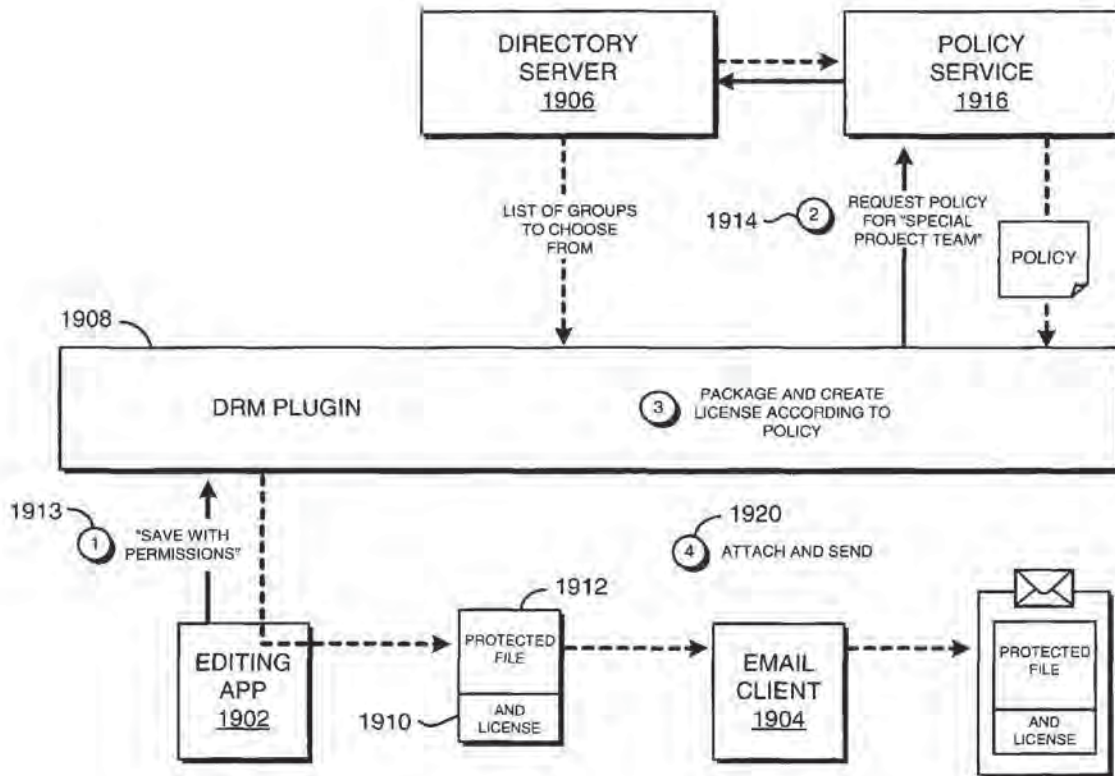 DIRECTORY
SERVER
1906
POLICY
SERVICE
1916
LIST OF GROUPS
TO CHOOSE
FROM
1914
2
REQUEST POLICY
FOR "SPECIAL
PROJECT TEAM"
POLICY
1908
DRM PLUGIN
3
PACKAGE AND CREATE
LICENSE ACCORDING TO
POLICY
1913
1
"SAVE WITH
PERMISSIONS"
1920
4
ATTACH AND SEND
1912
EDITING
APP
1902
PROTECTED
FILE
AND
LICENSE
1910
EMAIL
CLIENT
1904
PROTECTED
FILE
AND
LICENSE